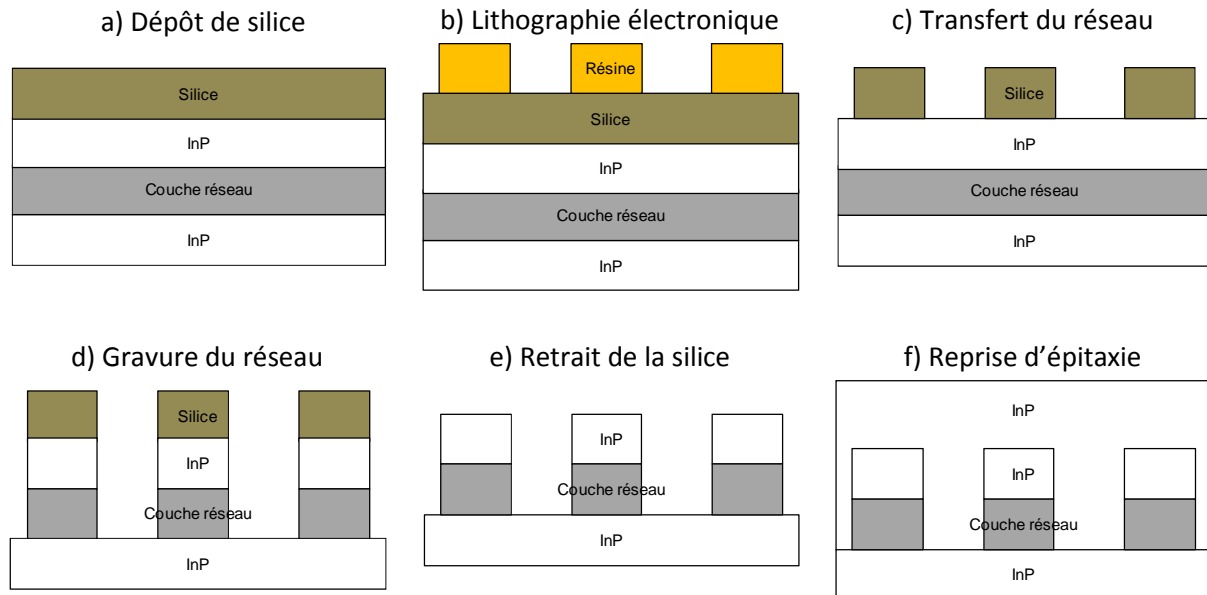 a) Dépôt de silice
Silice
InP
Couche réseau
InP
b) Lithographie électronique
Résine
Silice
InP
Couche réseau
InP
c) Transfert du réseau
Silice
InP
Couche réseau
InP
d) Gravure du réseau
Silice
InP
Couche réseau
InP
e) Retrait de la silice
InP
Couche réseau
InP
f) Reprise d’épitaxie
InP
InP
Couche réseau
InP